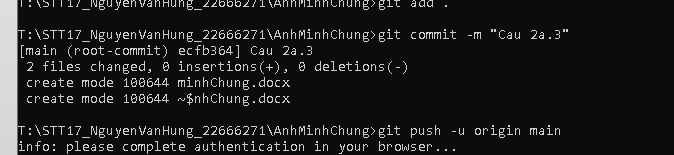 T:\STT17_NguyenVanHung_22666271\AnhMinhChung>git add .
T:\STT17_NguyenVanHung_22666271\AnhMinhChung>git commit -m "Cau 2a.3"
[main (root-commit) ecfb364] Cau 2a.3
2 files changed, 0 insertions(+), 0 deletions(-)
create mode 100644 minhChung.docx
create mode 100644 ~$nhChung.docx
T:\STT17_NguyenVanHung_22666271\AnhMinhChung>git push -u origin main
info: please complete authentication in your browser...